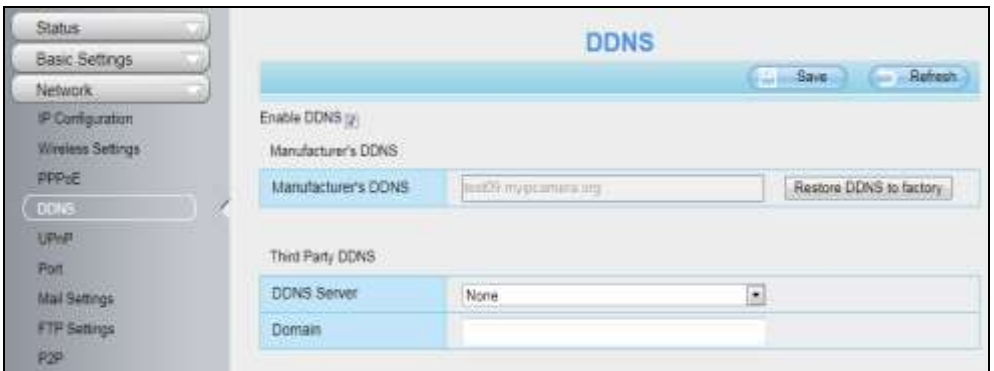 Status
Basic Settings
Network
IP Configuration
Wireless Settings
PPPoE
DDNS
UPnP
Port
Mail Settings
FTP Settings
P2P
DDNS
Save Refresh
Enable DDNS
Manufacturer's DDNS
Manufacturer's DDNS Restore DDNS to factory
Third Party DDNS
DDNS Server None
Domain